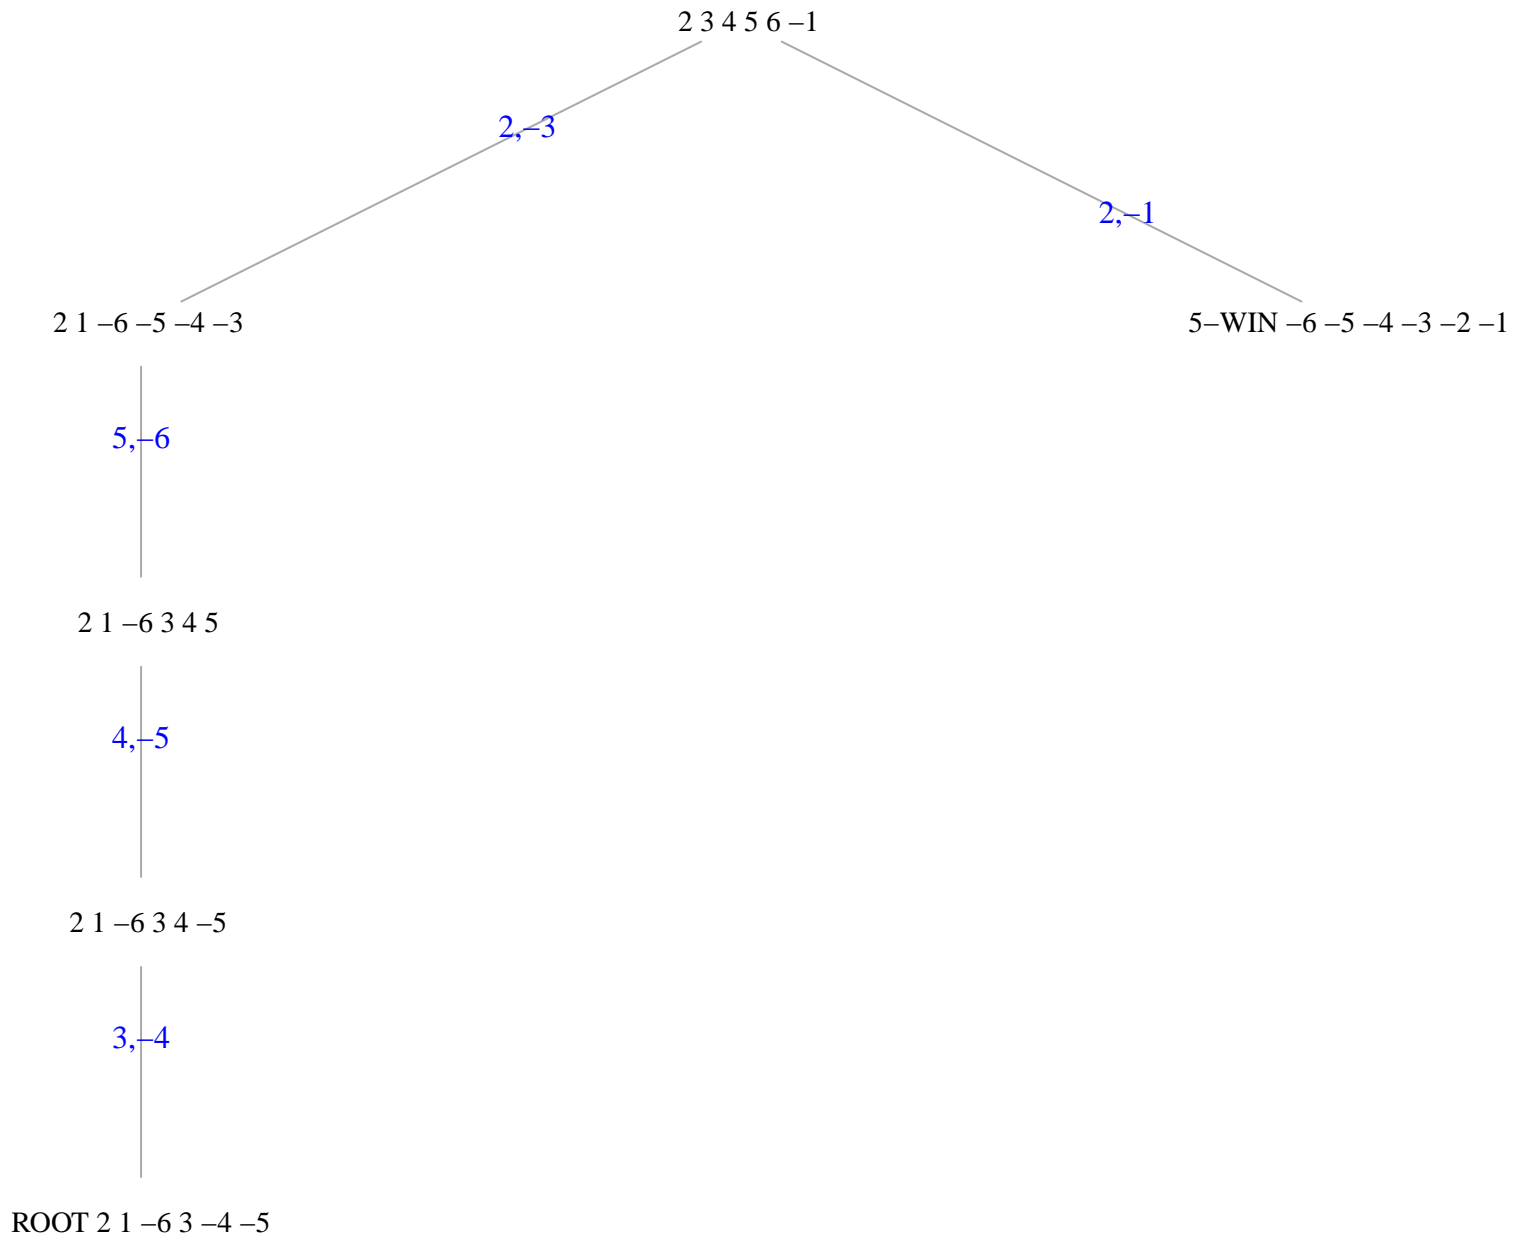 2 3 4 5 6 –1
2,–3
2,–1
2 1 –6 –5 –4 –3
5–WIN –6 –5 –4 –3 –2 –1
5,–6
2 1 –6 3 4 5
4,–5
2 1 –6 3 4 –5
3,–4
ROOT 2 1 –6 3 –4 –5